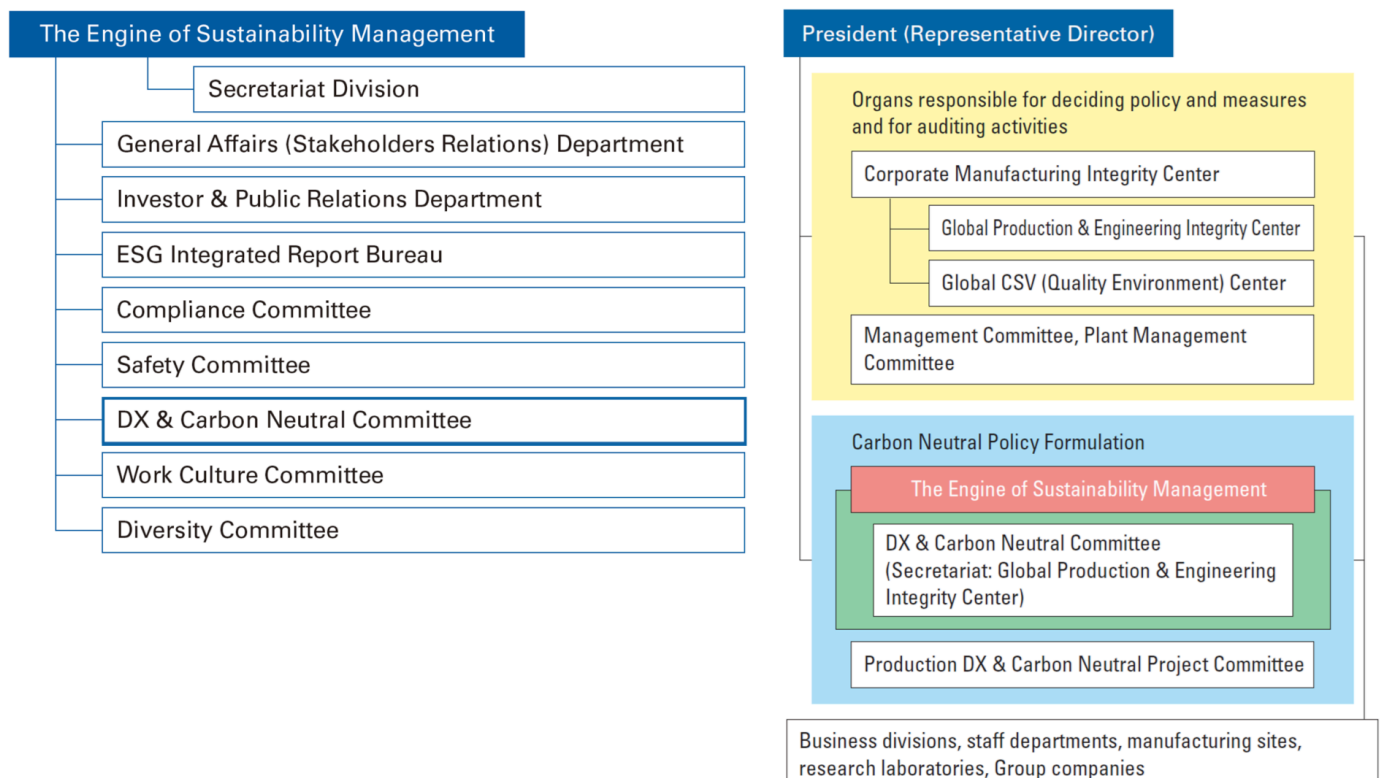 The Engine of Sustainability Management
Secretariat Division
General Affairs (Stakeholders Relations) Department
Investor & Public Relations Department
ESG Integrated Report Bureau
Compliance Committee
Safety Committee
DX & Carbon Neutral Committee
Work Culture Committee
Diversity Committee
President (Representative Director)
Organs responsible for deciding policy and measures
and for auditing activities
Corporate Manufacturing Integrity Center
Global Production & Engineering Integrity Center
Global CSV (Quality Environment) Center
Management Committee, Plant Management
Committee
Carbon Neutral Policy Formulation
The Engine of Sustainability Management
DX & Carbon Neutral Committee
(Secretariat: Global Production & Engineering
Integrity Center)
Production DX & Carbon Neutral Project Committee
Business divisions, staff departments, manufacturing sites,
research laboratories, Group companies